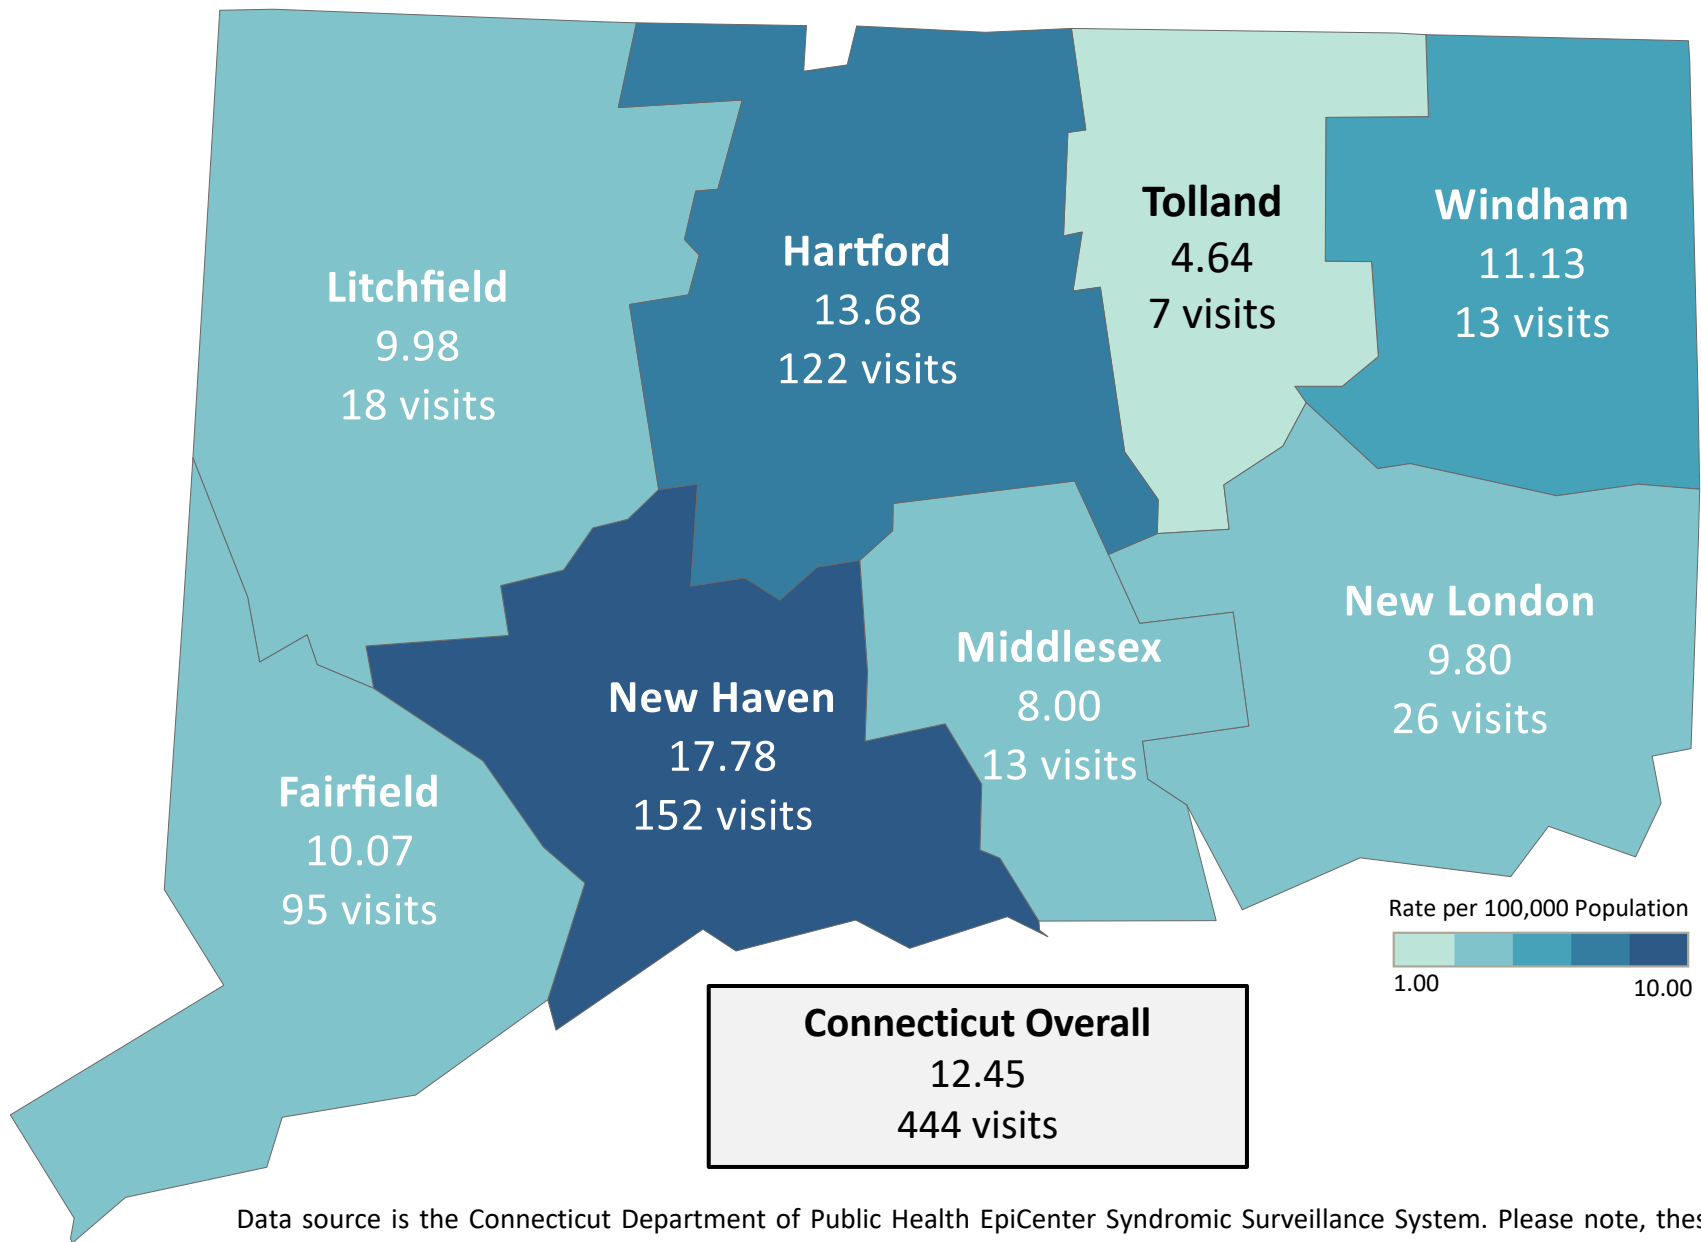 Litchfield
9.98
18 visits
Hartford
13.68
122 visits
Tolland
4.64
7 visits
Windham
11.13
13 visits
Fairfield
10.07
95 visits
New Haven
17.78
152 visits
Middlesex
8.00
13 visits
New London
9.80
26 visits
Rate per 100,000 Population
1.00
10.00
Connecticut Overall
12.45
444 visits
Data source is the Connecticut Department of Public Health EpiCenter Syndromic Surveillance System. Please note,